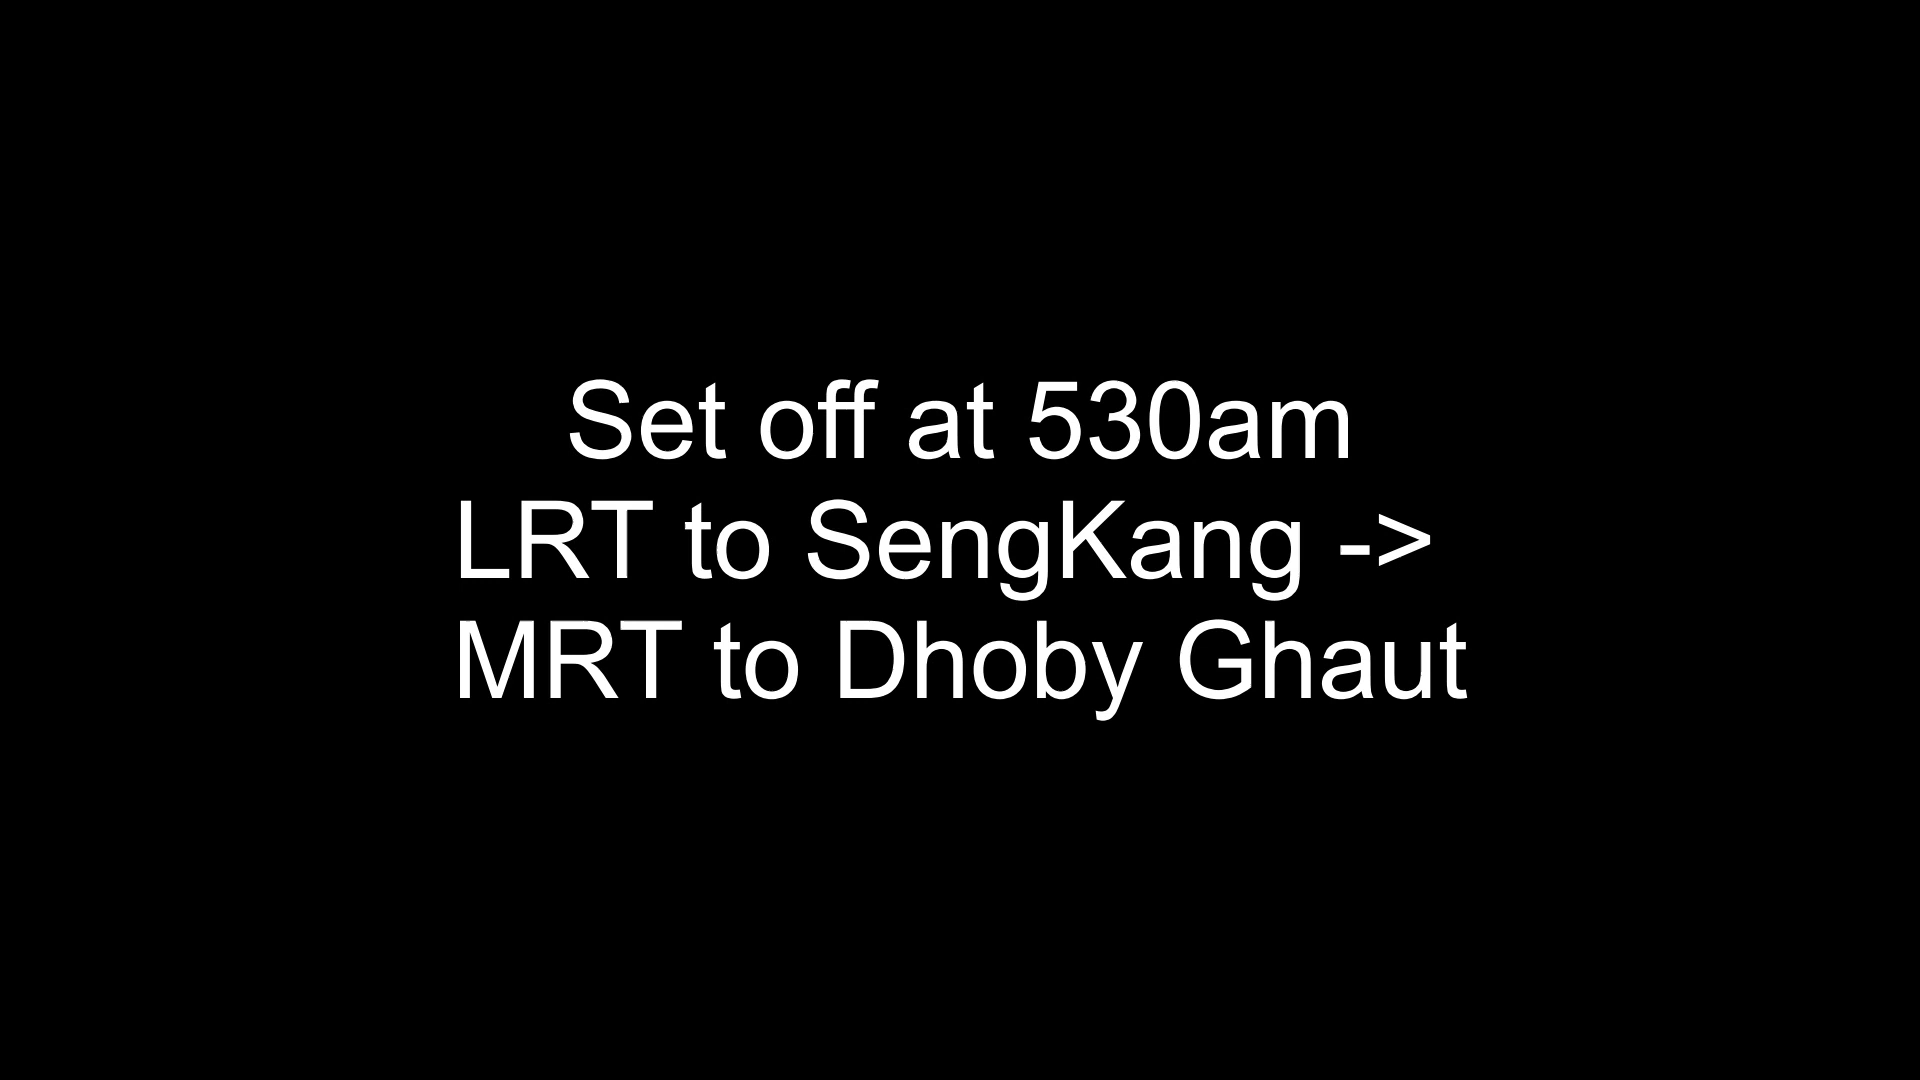 Set off at 530am
LRT to SengKang ->
MRT to Dhoby Ghaut